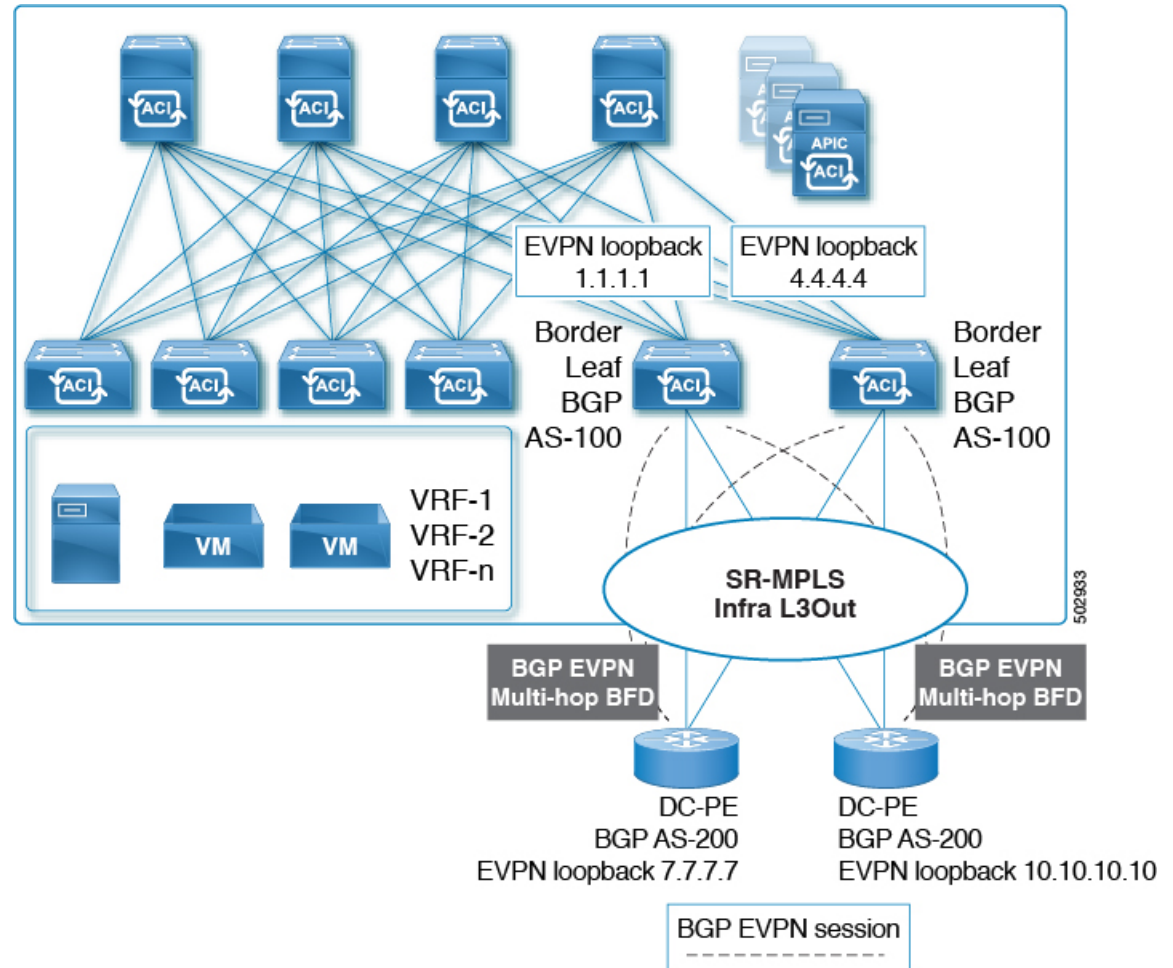 ACI
ACI
ACI
ACI
A
A
APIC
ACI
EVPN loopback
1.1.1.1
EVPN loopback
4.4.4.4
ACI
ACI
ACI
ACI
Border
Leaf
BGP
AS-100
ACI
ACI
Border
Leaf
BGP
AS-100
VM
VM
VRF-1
VRF-2
VRF-n
SR-MPLS
Infra L3Out
502933
BGP EVPN
Multi-hop BFD
BGP EVPN
Multi-hop BFD
DC-PE
BGP AS-200
EVPN loopback 7.7.7.7
DC-PE
BGP AS-200
EVPN loopback 10.10.10.10
BGP EVPN session